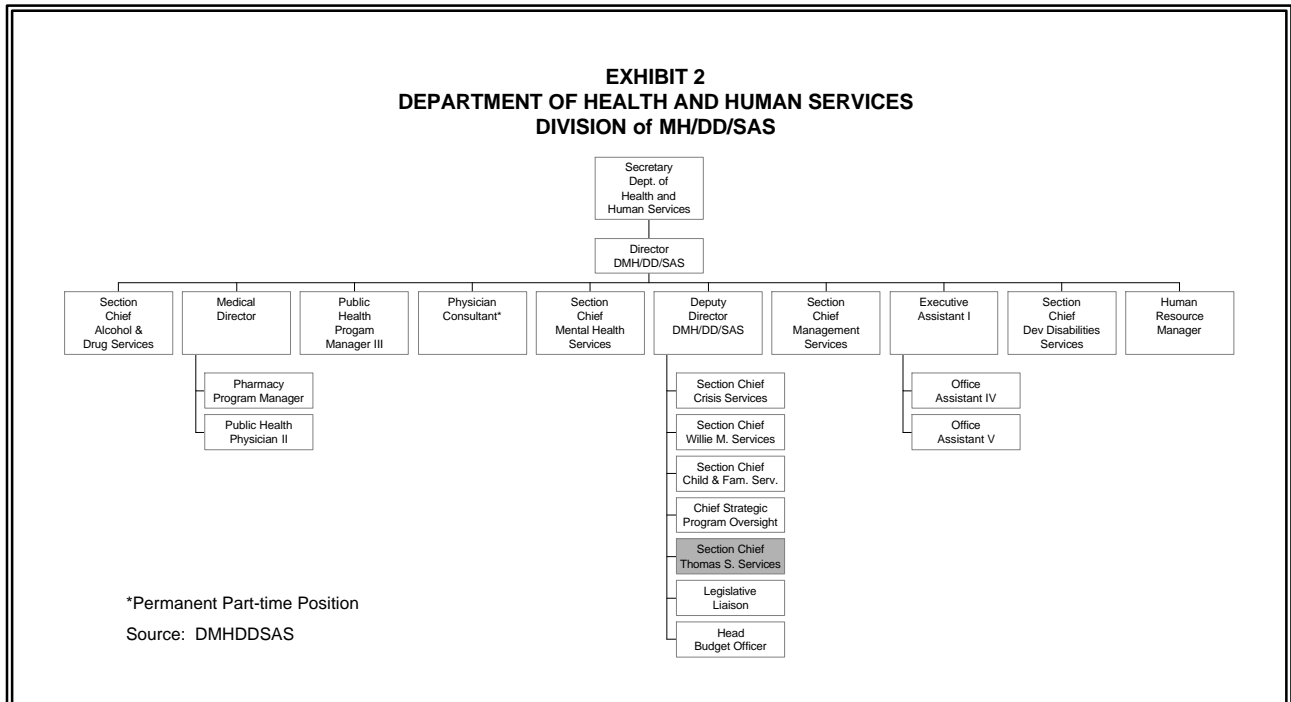 EXHIBIT 2
DEPARTMENT OF HEALTH AND HUMAN SERVICES
DIVISION of MH/DD/SAS
Secretary
Dept. of
Health and
Human Services
Director
DMH/DD/SAS
Section
Chief
Alcohol &
Drug Services
Medical
Director
Public
Health
Progam
Manager III
Physician
Consultant*
Section
Chief
Mental Health
Services
Deputy
Director
DMH/DD/SAS
Section
Chief
Management
Services
Executive
Assistant I
Section
Chief
Dev Disabilities
Services
Human
Resource
Manager
Pharmacy
Program Manager
Public Health
Physician II
Section Chief
Crisis Services
Section Chief
Willie M. Services
Section Chief
Child & Fam. Serv.
Chief Strategic
Program Oversight
Section Chief
Thomas S. Services
Legislative
Liaison
Head
Budget Officer
Office
Assistant IV
Office
Assistant V
*Permanent Part-time Position
Source: DMHDDSAS